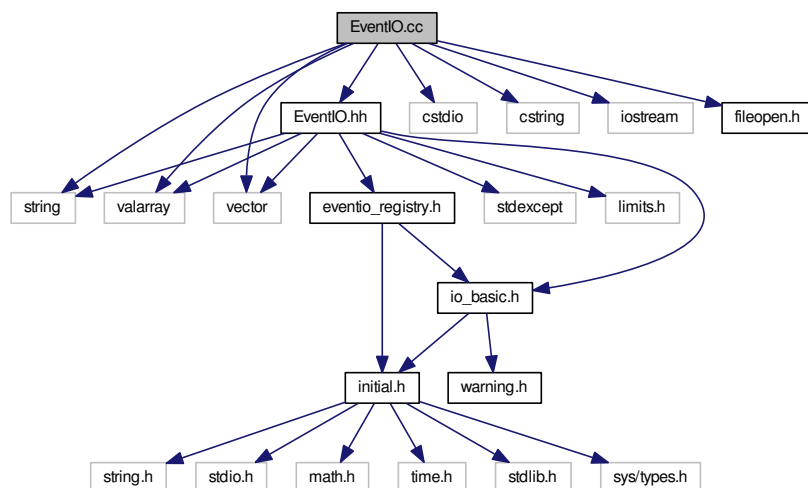 EventIO.cc
EventIO.hh
cstdio
cstring
iostream
fileopen.h
string
valarray
vector
eventio_registry.h
stdexcept
limits.h
io_basic.h
initial.h
warning.h
string.h
stdio.h
math.h
time.h
stdlib.h
sys/types.h